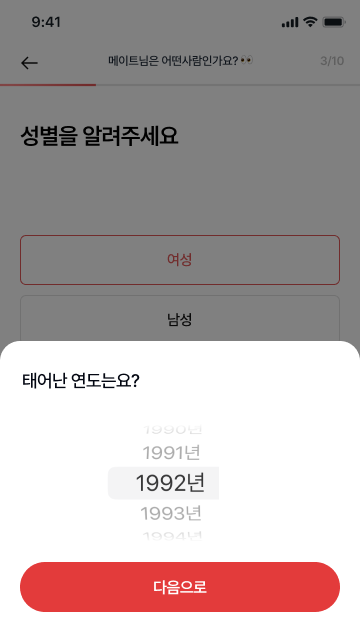 9:41
메이트님은 어떤사람인가요?👀
3/10
성별을 알려주세요
여성
남성
태어난 연도는요?
1990년
1991년
1992년
1993년
1994년
다음으로